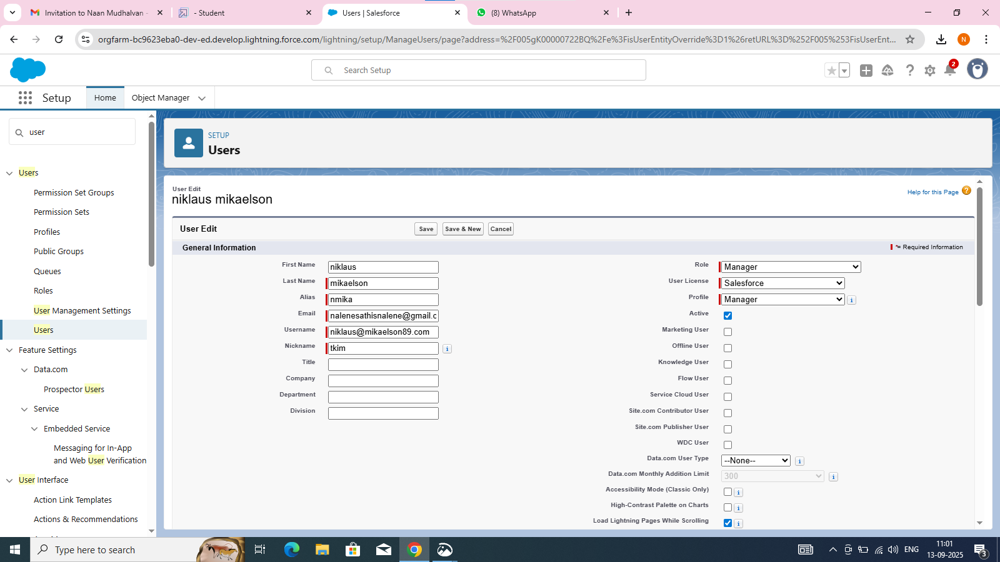 Invitation to Naan Mudhalvan -
- Student
Users | Salesforce
(8) WhatsApp
orgfarm-bc9623eba0-dev-ed.develop.lightning.force.com/lightning/setup/ManageUsers/page?address=%2F005gK00000722BQ%2Fe%3FisUserEntityOverride%3D1%26retURL%3D%252F005%253FisUserEnt...
N
Search Setup
2
Setup
Home
Object Manager
user
Users
Permission Set Groups
Permission Sets
Profiles
Public Groups
Queues
Roles
User Management Settings
Users
Feature Settings
Data.com
Prospector Users
Service
Embedded Service
Messaging for In-App
and Web User Verification
User Interface
Action Link Templates
Actions & Recommendations
SETUP
Users
User Edit
niklaus mikaelson
Help for this Page
User Edit
Save
Save & New
Cancel
General Information
= Required Information
First Name niklaus
Last Name mikaelson
Alias nmika
Email nalenesathisnalene@gmail.c
Username niklaus@mikaelson89.com
Nickname tkim
Title
Company
Department
Division
Role Manager
User License Salesforce
Profile Manager
Active
Marketing User
Offline User
Knowledge User
Flow User
Service Cloud User
Site.com Contributor User
Site.com Publisher User
WDC User
Data.com User Type --None--
Data.com Monthly Addition Limit 300
Accessibility Mode (Classic Only)
High-Contrast Palette on Charts
Load Lightning Pages While Scrolling
Type here to search
ENG
11:01
13-09-2025
3